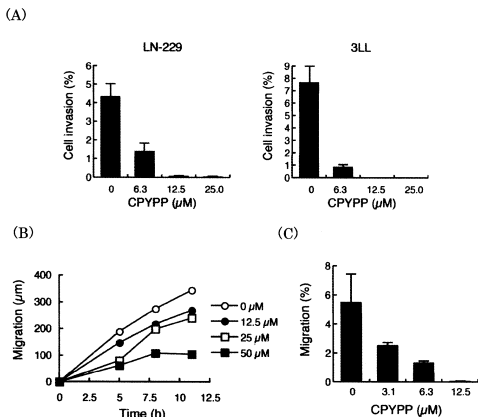 (A)
LN-229
Cell invasion (%)
6
5
4
3
2
1
0
0 6.3 12.5 25.0
CPYPP (μM)
3LL
Cell invasion (%)
9
8
7
6
5
4
3
2
1
0
0 6.3 12.5 25.0
CPYPP (μM)
(B)
Migration (μm)
400
300
200
100
0
0 2.5 5.0 7.5 10.0 12.5
Time (h)
0 μM
12.5 μM
25 μM
50 μM
(C)
Migration (%)
8
6
4
2
0
0 3.1 6.3 12.5
CPYPP (μM)